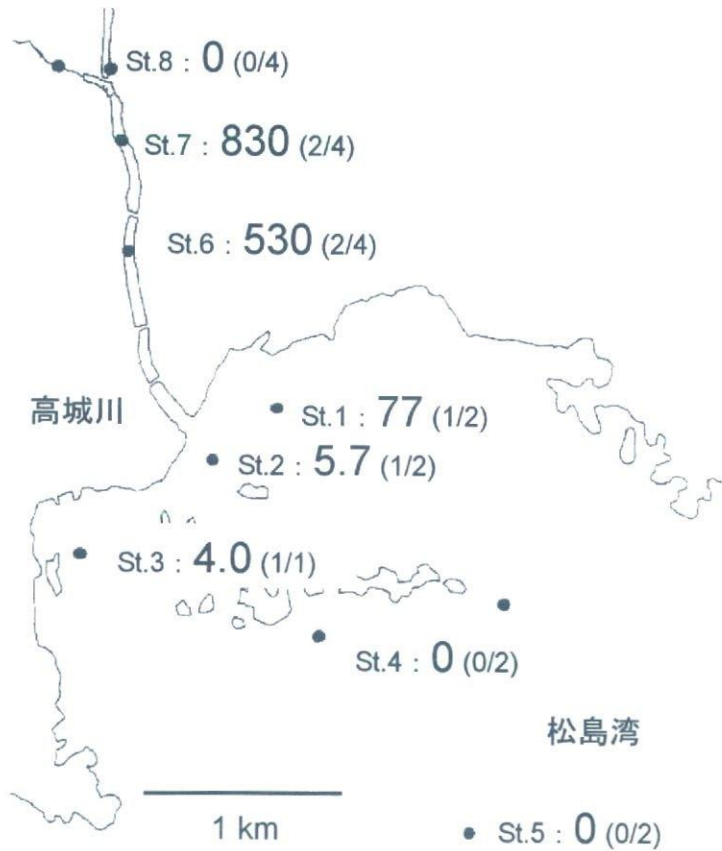 St.8 : 0 (0/4)
St.7 : 830 (2/4)
St.6 : 530 (2/4)
高城川
St.1 : 77 (1/2)
St.2 : 5.7 (1/2)
St.3 : 4.0 (1/1)
St.4 : 0 (0/2)
松島湾
1 km
St.5 : 0 (0/2)